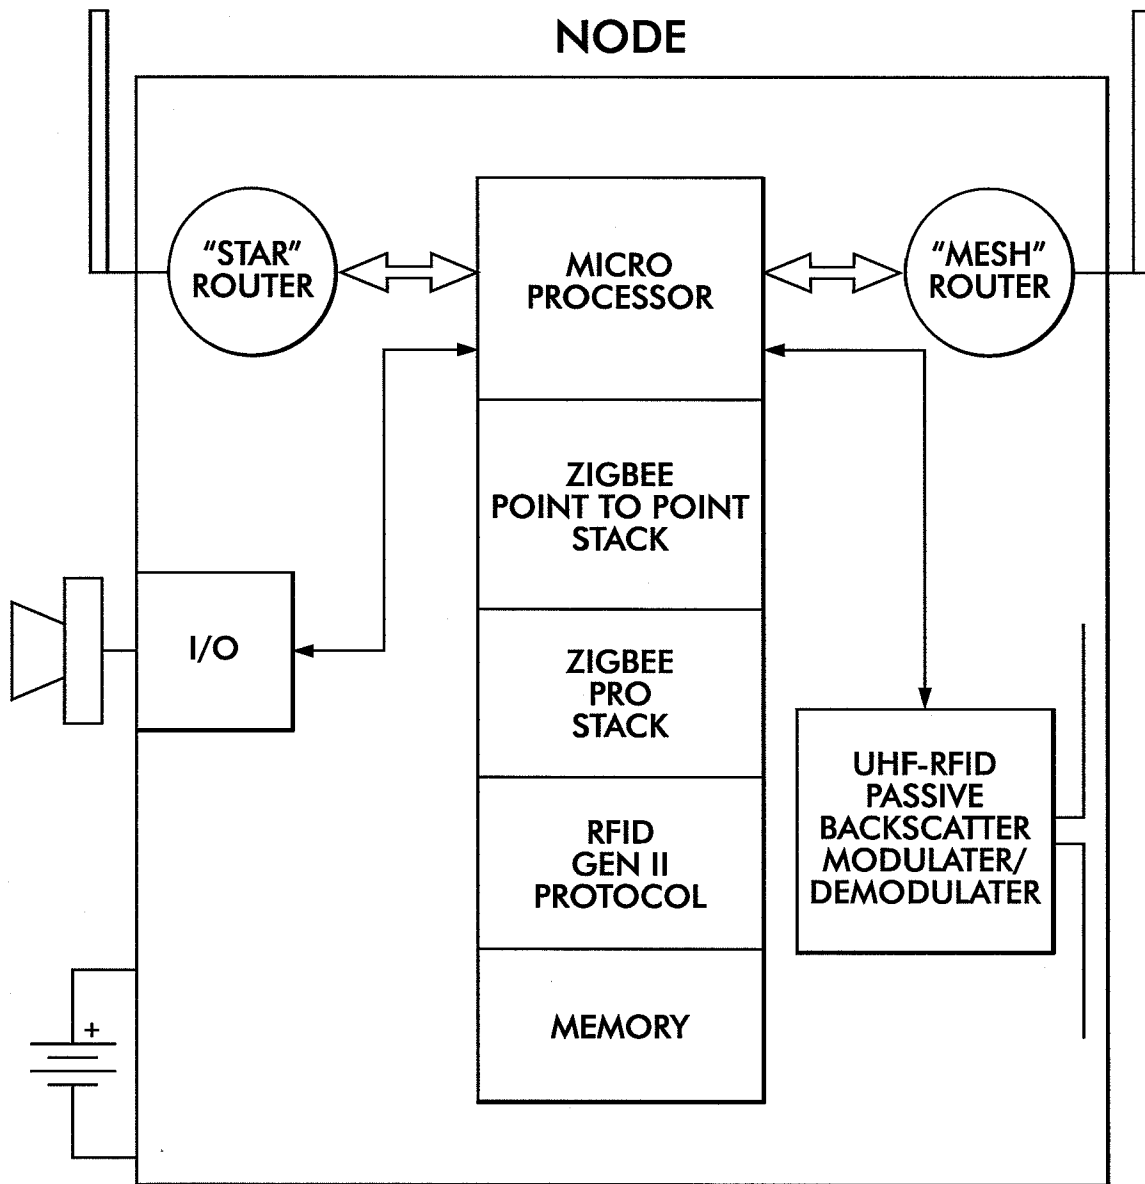 NODE
"STAR"
ROUTER
MICRO
PROCESSOR
"MESH"
ROUTER
ZIGBEE
POINT TO POINT
STACK
I/O
ZIGBEE
PRO
STACK
UHF-RFID
PASSIVE
BACKSCATTER
MODULATER/
DEMODULATER
RFID
GEN II
PROTOCOL
MEMORY
+